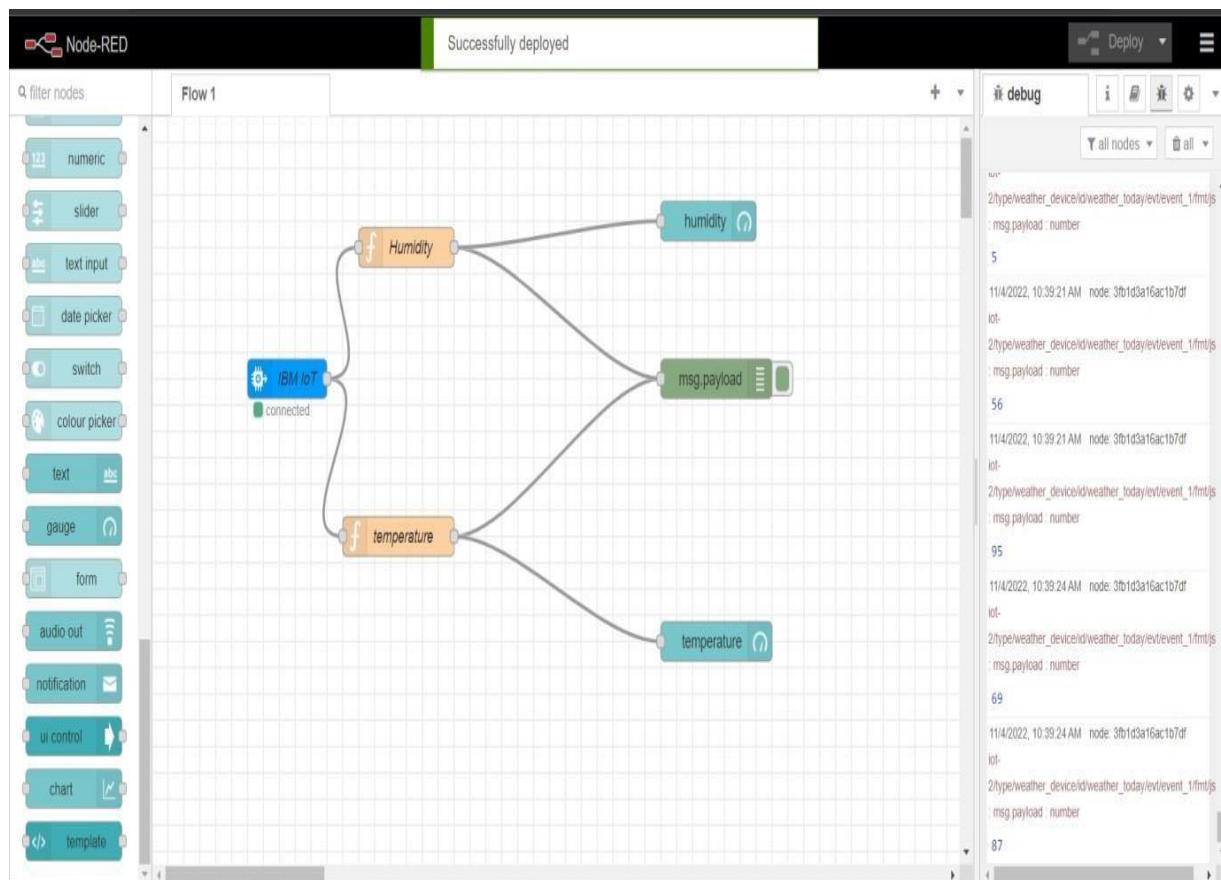 Node-RED
Successfully deployed
Deploy
filter nodes
Flow 1
debug
i
all nodes
all
123 numeric
slider
abc text input
date picker
switch
colour picker
text abc
gauge
form
audio out
notification
ui control
chart
</> template
Humidity
humidity
IBM IoT
connected
msg.payload
temperature
temperature
iot-
2/type/weather_device/id/weather_today/evt/event_1/fmt/js
: msg.payload : number
5
11/4/2022, 10:39:21 AM node: 3fb1d3a16ac1b7df
iot-
2/type/weather_device/id/weather_today/evt/event_1/fmt/js
: msg.payload : number
56
11/4/2022, 10:39:21 AM node: 3fb1d3a16ac1b7df
iot-
2/type/weather_device/id/weather_today/evt/event_1/fmt/js
: msg.payload : number
95
11/4/2022, 10:39:24 AM node: 3fb1d3a16ac1b7df
iot-
2/type/weather_device/id/weather_today/evt/event_1/fmt/js
: msg.payload : number
69
11/4/2022, 10:39:24 AM node: 3fb1d3a16ac1b7df
iot-
2/type/weather_device/id/weather_today/evt/event_1/fmt/js
: msg.payload : number
87